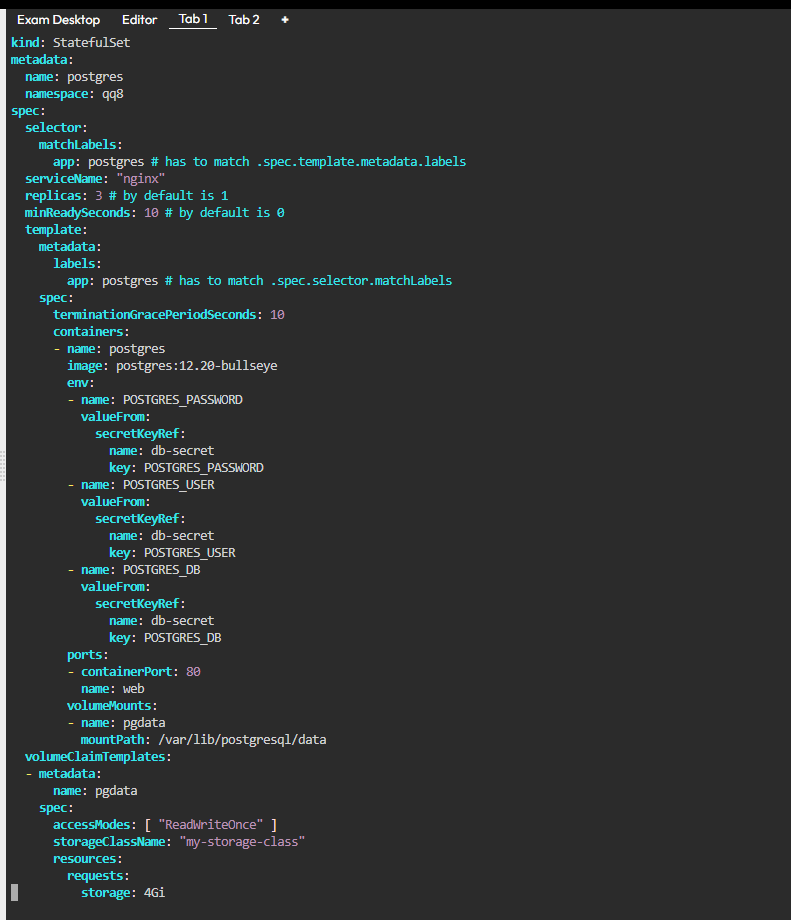 Exam Desktop Editor Tab 1 Tab 2 +
kind: StatefulSet
metadata:
  name: postgres
  namespace: qq8
spec:
  selector:
    matchLabels:
      app: postgres # has to match .spec.template.metadata.labels
  serviceName: "nginx"
  replicas: 3 # by default is 1
  minReadySeconds: 10 # by default is 0
  template:
    metadata:
      labels:
        app: postgres # has to match .spec.selector.matchLabels
    spec:
      terminationGracePeriodSeconds: 10
      containers:
      - name: postgres
        image: postgres:12.20-bullseye
        env:
        - name: POSTGRES_PASSWORD
          valueFrom:
            secretKeyRef:
              name: db-secret
              key: POSTGRES_PASSWORD
        - name: POSTGRES_USER
          valueFrom:
            secretKeyRef:
              name: db-secret
              key: POSTGRES_USER
        - name: POSTGRES_DB
          valueFrom:
            secretKeyRef:
              name: db-secret
              key: POSTGRES_DB
        ports:
        - containerPort: 80
          name: web
        volumeMounts:
        - name: pgdata
          mountPath: /var/lib/postgresql/data
  volumeClaimTemplates:
  - metadata:
      name: pgdata
    spec:
      accessModes: [ "ReadWriteOnce" ]
      storageClassName: "my-storage-class"
      resources:
        requests:
          storage: 4Gi